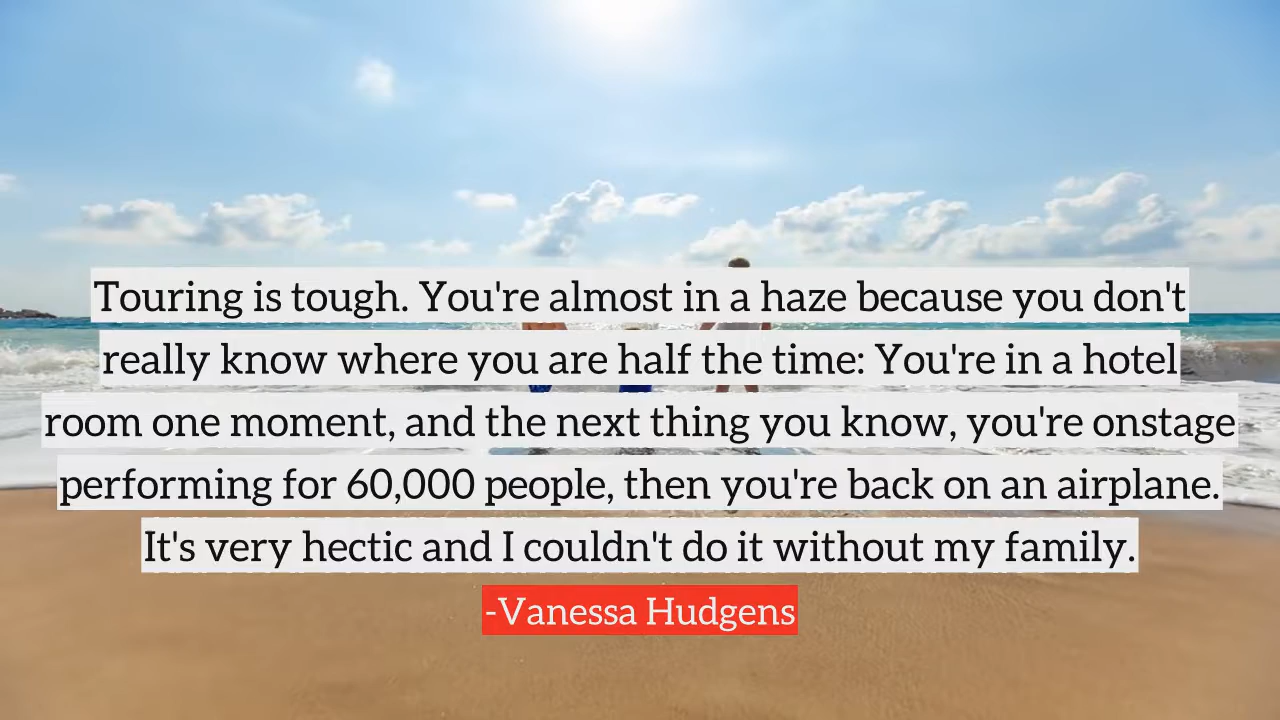 Touring is tough. You're almost in a haze because you don't
really know where you are half the time: You're in a hotel
room one moment, and the next thing you know, you're onstage
performing for 60,000 people, then you're back on an airplane.
It's very hectic and I couldn't do it without my family.
-Vanessa Hudgens